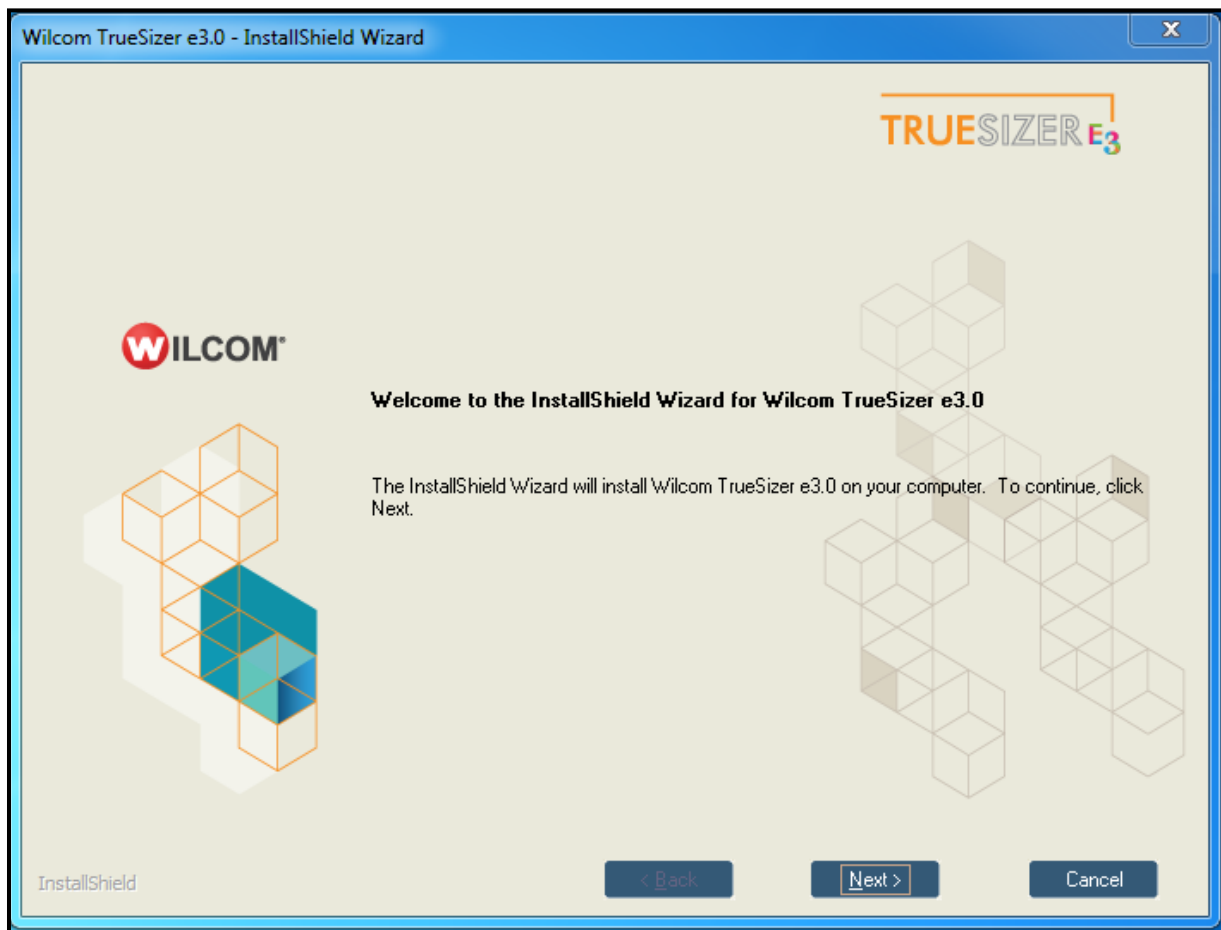 Wilcom TrueSizer e3.0 - InstallShield Wizard
X
TRUESIZER E3
WILCOM®
Welcome to the InstallShield Wizard for Wilcom TrueSizer e3.0
The InstallShield Wizard will install Wilcom TrueSizer e3.0 on your computer. To continue, click
Next.
InstallShield
< Back
Next >
Cancel